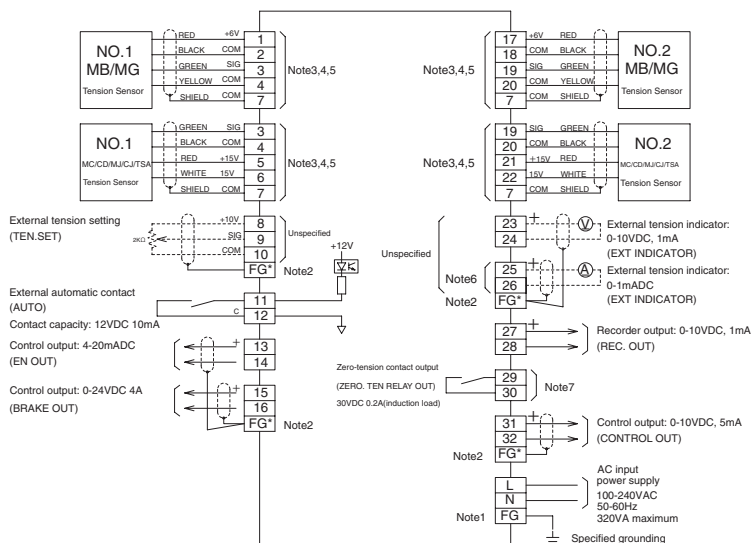 NO.1
MB/MG
Tension Sensor
RED +6V 1
BLACK COM 2
GREEN SIG 3
YELLOW COM 4
SHIELD COM 7
Note3,4,5
NO.1
MC/CD/MJ/CJ/TSA
Tension Sensor
GREEN SIG 3
BLACK COM 4
RED +15V 5
WHITE 15V 6
SHIELD COM 7
Note3,4,5
External tension setting
(TEN.SET)
2KΩ
+10V 8
SIG 9
COM 10
FG*
Unspecified
Note2
+12V
External automatic contact
(AUTO)
Contact capacity: 12VDC 10mA
11
C 12
Control output: 4-20mADC
(EN OUT)
+ 13
14
Control output: 0-24VDC 4A
(BRAKE OUT)
+ 15
16
FG*
Note2
Note3,4,5
17 +6V RED
18 COM BLACK
19 SIG GREEN
20 COM YELLOW
7 COM SHIELD
NO.2
MB/MG
Tension Sensor
Note3,4,5
19 SIG GREEN
20 COM BLACK
21 +15V RED
22 15V WHITE
7 COM SHIELD
NO.2
MC/CD/MJ/CJ/TSA
Tension Sensor
Unspecified
23 +
24
V
External tension indicator:
0-10VDC, 1mA
(EXT INDICATOR)
Note6
25 +
26
Note2
FG*
A
External tension indicator:
0-1mADC
(EXT INDICATOR)
27 +
28
Recorder output: 0-10VDC, 1mA
(REC. OUT)
Zero-tension contact output
(ZERO. TEN RELAY OUT)
30VDC 0.2A(induction load)
29
30
Note7
31 +
32
FG*
Note2
Control output: 0-10VDC, 5mA
(CONTROL OUT)
L
N
FG
Note1
AC input
power supply
100-240VAC
50-60Hz
320VA maximum
Specified grounding